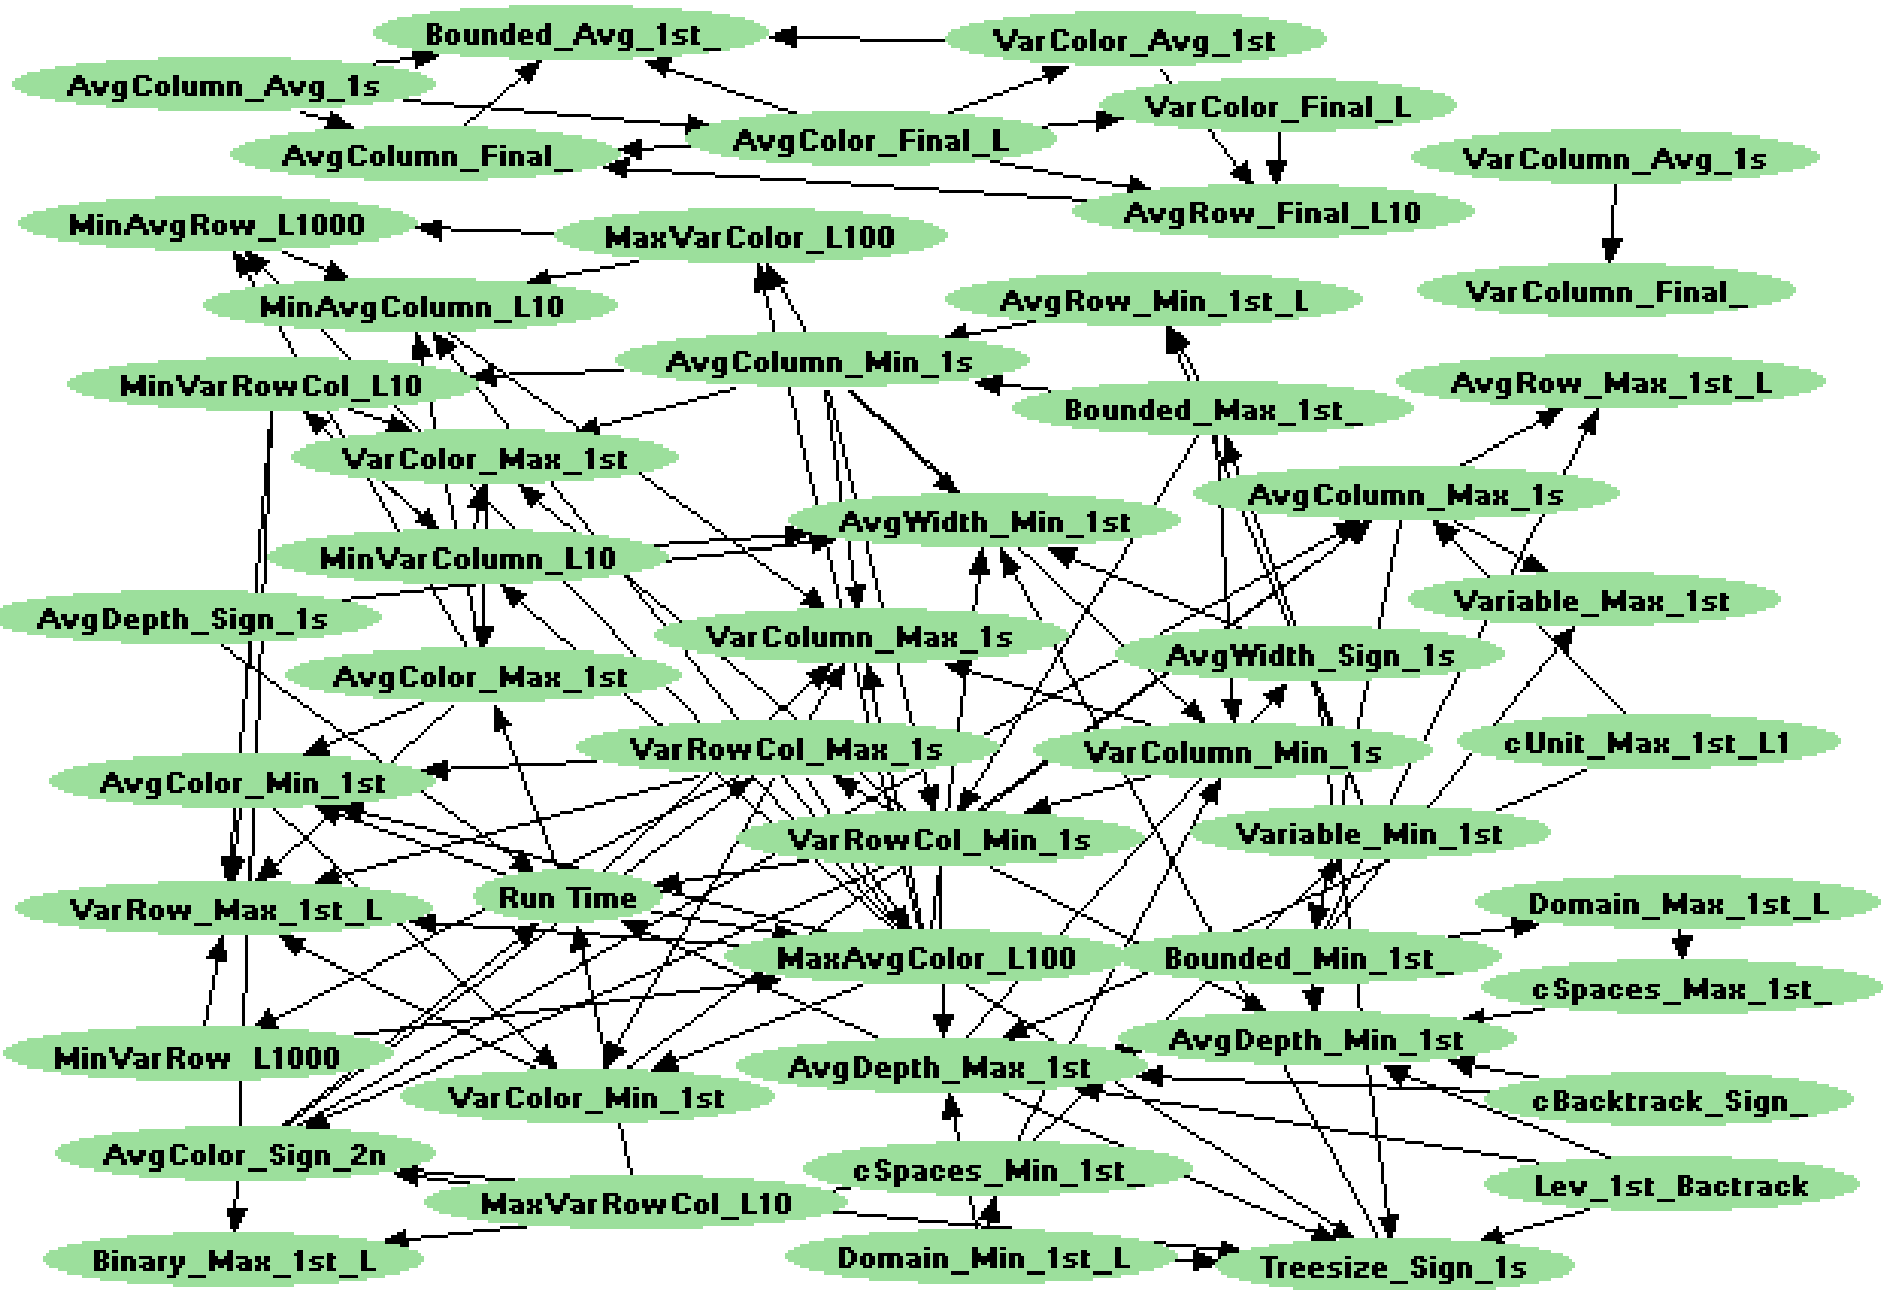 Bounded_Avg_1st_
VarColor_Avg_1st
AvgColumn_Avg_1s
VarColor_Final_L
AvgColor_Final_L
AvgColumn_Final_
VarColumn_Avg_1s
AvgRow_Final_L10
MinAvgRow_L1000
MaxVarColor_L100
VarColumn_Final_
MinAvgColumn_L10
AvgRow_Min_1st_L
AvgColumn_Min_1s
MinVarRowCol_L10
AvgRow_Max_1st_L
Bounded_Max_1st_
VarColor_Max_1st
AvgColumn_Max_1s
AvgWidth_Min_1st
MinVarColumn_L10
Variable_Max_1st
AvgDepth_Sign_1s
VarColumn_Max_1s
AvgWidth_Sign_1s
AvgColor_Max_1st
VarRowCol_Max_1s
VarColumn_Min_1s
cUnit_Max_1st_L1
AvgColor_Min_1st
VarRowCol_Min_1s
Variable_Min_1st
Run Time
VarRow_Max_1st_L
Domain_Max_1st_L
MaxAvgColor_L100
Bounded_Min_1st_
cSpaces_Max_1st_
AvgDepth_Min_1st
MinVarRow L1000
AvgDepth_Max_1st
VarColor_Min_1st
cBacktrack_Sign_
AvgColor_Sign_2n
cSpaces_Min_1st_
Lev_1st_Bactrack
MaxVarRowCol_L10
Binary_Max_1st_L
Domain_Min_1st_L
Treesize_Sign_1s